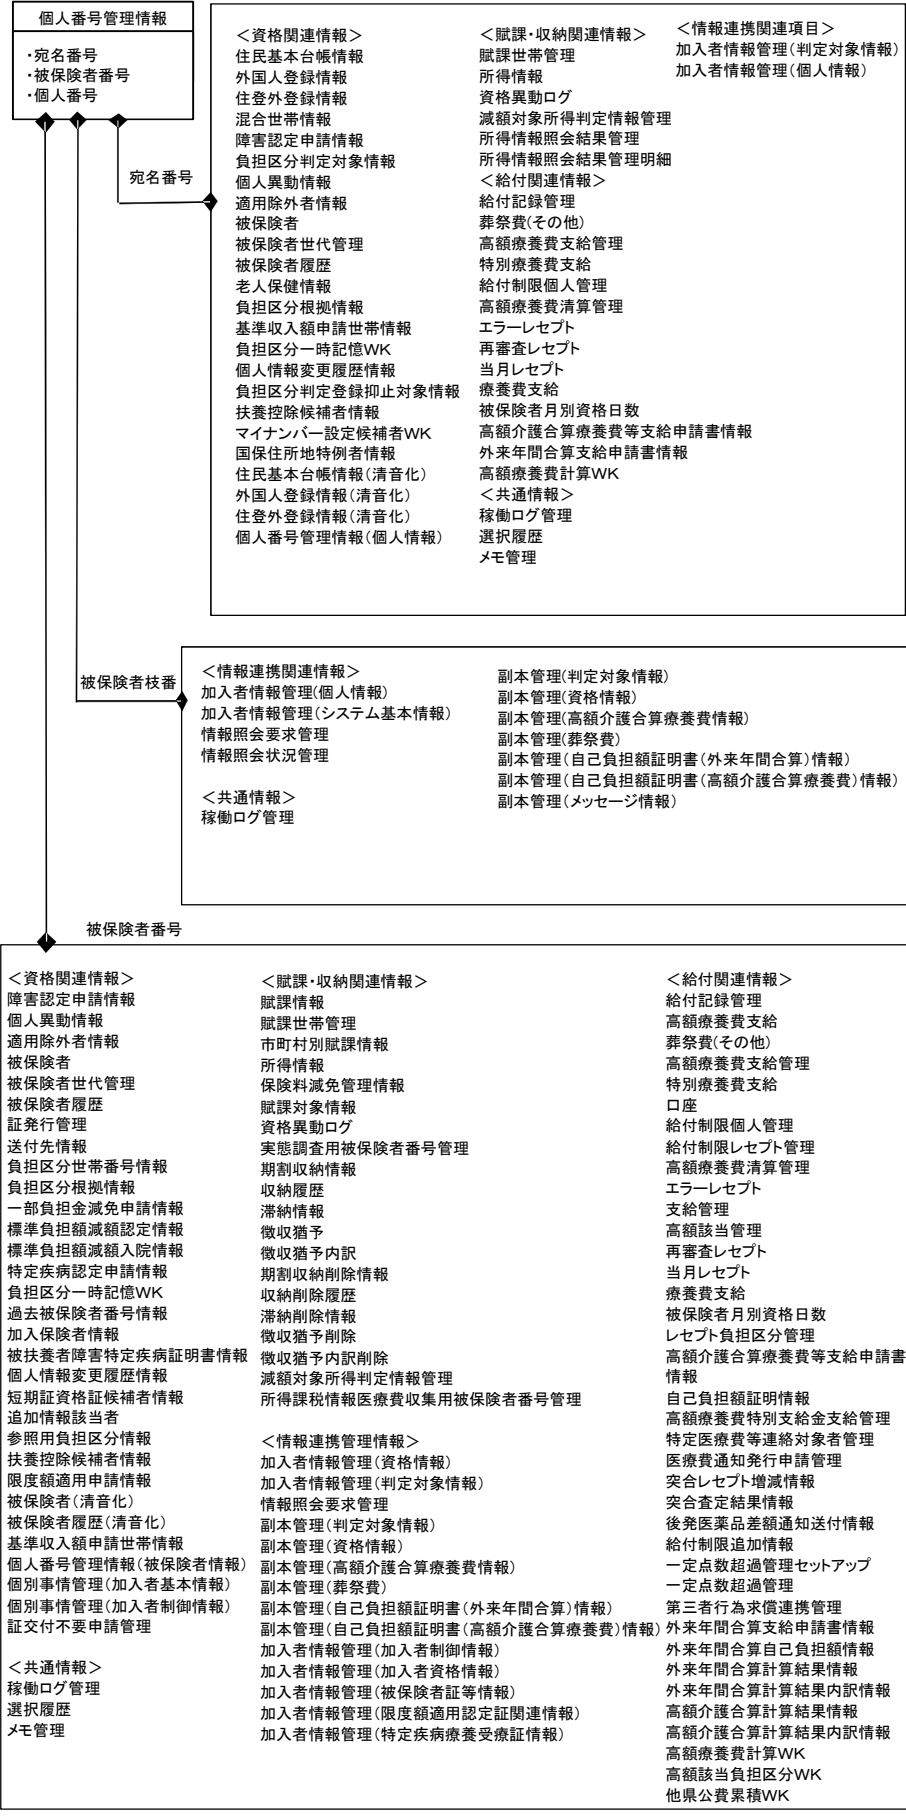 個人番号管理情報
・宛名番号
・被保険者番号
・個人番号
宛名番号
＜資格関連情報＞
住民基本台帳情報
外国人登録情報
住登外登録情報
混合世帯情報
障害認定申請情報
負担区分判定対象情報
個人異動情報
適用除外者情報
被保険者
被保険者世代管理
被保険者履歴
老人保健情報
負担区分根拠情報
基準収入額申請世帯情報
負担区分一時記憶WK
個人情報変更履歴情報
負担区分判定登録抑止対象情報
扶養控除候補者情報
マイナンバー設定候補者WK
国保住所地特例者情報
住民基本台帳情報(清音化)
外国人登録情報(清音化)
住登外登録情報(清音化)
個人番号管理情報(個人情報)
＜賦課・収納関連情報＞
賦課世帯管理
所得情報
資格異動ログ
減額対象所得判定情報管理
所得情報照会結果管理
所得情報照会結果管理明細
＜給付関連情報＞
給付記録管理
葬祭費(その他)
高額療養費支給管理
特別療養費支給
給付制限個人管理
高額療養費清算管理
エラーレセプト
再審査レセプト
当月レセプト
療養費支給
被保険者月別資格日数
高額介護合算療養費等支給申請書情報
外来年間合算支給申請書情報
高額療養費計算WK
＜共通情報＞
稼働ログ管理
選択履歴
メモ管理
＜情報連携関連項目＞
加入者情報管理(判定対象情報)
加入者情報管理(個人情報)
被保険者枝番
＜情報連携関連情報＞
加入者情報管理(個人情報)
加入者情報管理(システム基本情報)
情報照会要求管理
情報照会状況管理
＜共通情報＞
稼働ログ管理
副本管理(判定対象情報)
副本管理(資格情報)
副本管理(高額介護合算療養費情報)
副本管理(葬祭費)
副本管理(自己負担額証明書(外来年間合算)情報)
副本管理(自己負担額証明書(高額介護合算療養費)情報)
副本管理(メッセージ情報)
被保険者番号
＜資格関連情報＞
障害認定申請情報
個人異動情報
適用除外者情報
被保険者
被保険者世代管理
被保険者履歴
証発行管理
送付先情報
負担区分世帯番号情報
負担区分根拠情報
一部負担金減免申請情報
標準負担額減額認定情報
標準負担額減額入院情報
特定疾病認定申請情報
負担区分一時記憶WK
過去被保険者番号情報
加入保険者情報
被扶養者障害特定疾病証明書情報
個人情報変更履歴情報
短期証資格証候補者情報
追加情報該当者
参照用負担区分情報
扶養控除候補者情報
限度額適用申請情報
被保険者(清音化)
被保険者履歴(清音化)
基準収入額申請世帯情報
個人番号管理情報(被保険者情報)
個別事情管理(加入者基本情報)
個別事情管理(加入者制御情報)
証交付不要申請管理
＜共通情報＞
稼働ログ管理
選択履歴
メモ管理
＜賦課・収納関連情報＞
賦課情報
賦課世帯管理
市町村別賦課情報
所得情報
保険料減免管理情報
賦課対象情報
資格異動ログ
実態調査用被保険者番号管理
期割収納情報
収納履歴
滞納情報
徴収猶予
徴収猶予内訳
期割収納削除情報
収納削除履歴
滞納削除情報
徴収猶予削除
徴収猶予内訳削除
減額対象所得判定情報管理
所得課税情報医療費収集用被保険者番号管理
＜情報連携管理情報＞
加入者情報管理(資格情報)
加入者情報管理(判定対象情報)
情報照会要求管理
副本管理(判定対象情報)
副本管理(資格情報)
副本管理(高額介護合算療養費情報)
副本管理(葬祭費)
副本管理(自己負担額証明書(外来年間合算)情報)
副本管理(自己負担額証明書(高額介護合算療養費)情報)
加入者情報管理(加入者制御情報)
加入者情報管理(加入者資格情報)
加入者情報管理(被保険者証等情報)
加入者情報管理(限度額適用認定証関連情報)
加入者情報管理(特定疾病療養受療証情報)
＜給付関連情報＞
給付記録管理
高額療養費支給
葬祭費(その他)
高額療養費支給管理
特別療養費支給
口座
給付制限個人管理
給付制限レセプト管理
高額療養費清算管理
エラーレセプト
支給管理
高額該当管理
再審査レセプト
当月レセプト
療養費支給
被保険者月別資格日数
レセプト負担区分管理
高額介護合算療養費等支給申請書
情報
自己負担額証明情報
高額療養費特別支給金支給管理
特定医療費等連絡対象者管理
医療費通知発行申請管理
突合レセプト増減情報
突合査定結果情報
後発医薬品差額通知送付情報
給付制限追加情報
一定点数超過管理セットアップ
一定点数超過管理
第三者行為求償連携管理
外来年間合算支給申請書情報
外来年間合算自己負担額情報
外来年間合算計算結果情報
外来年間合算計算結果内訳情報
高額介護合算計算結果情報
高額介護合算計算結果内訳情報
高額療養費計算WK
高額該当負担区分WK
他県公費累積WK